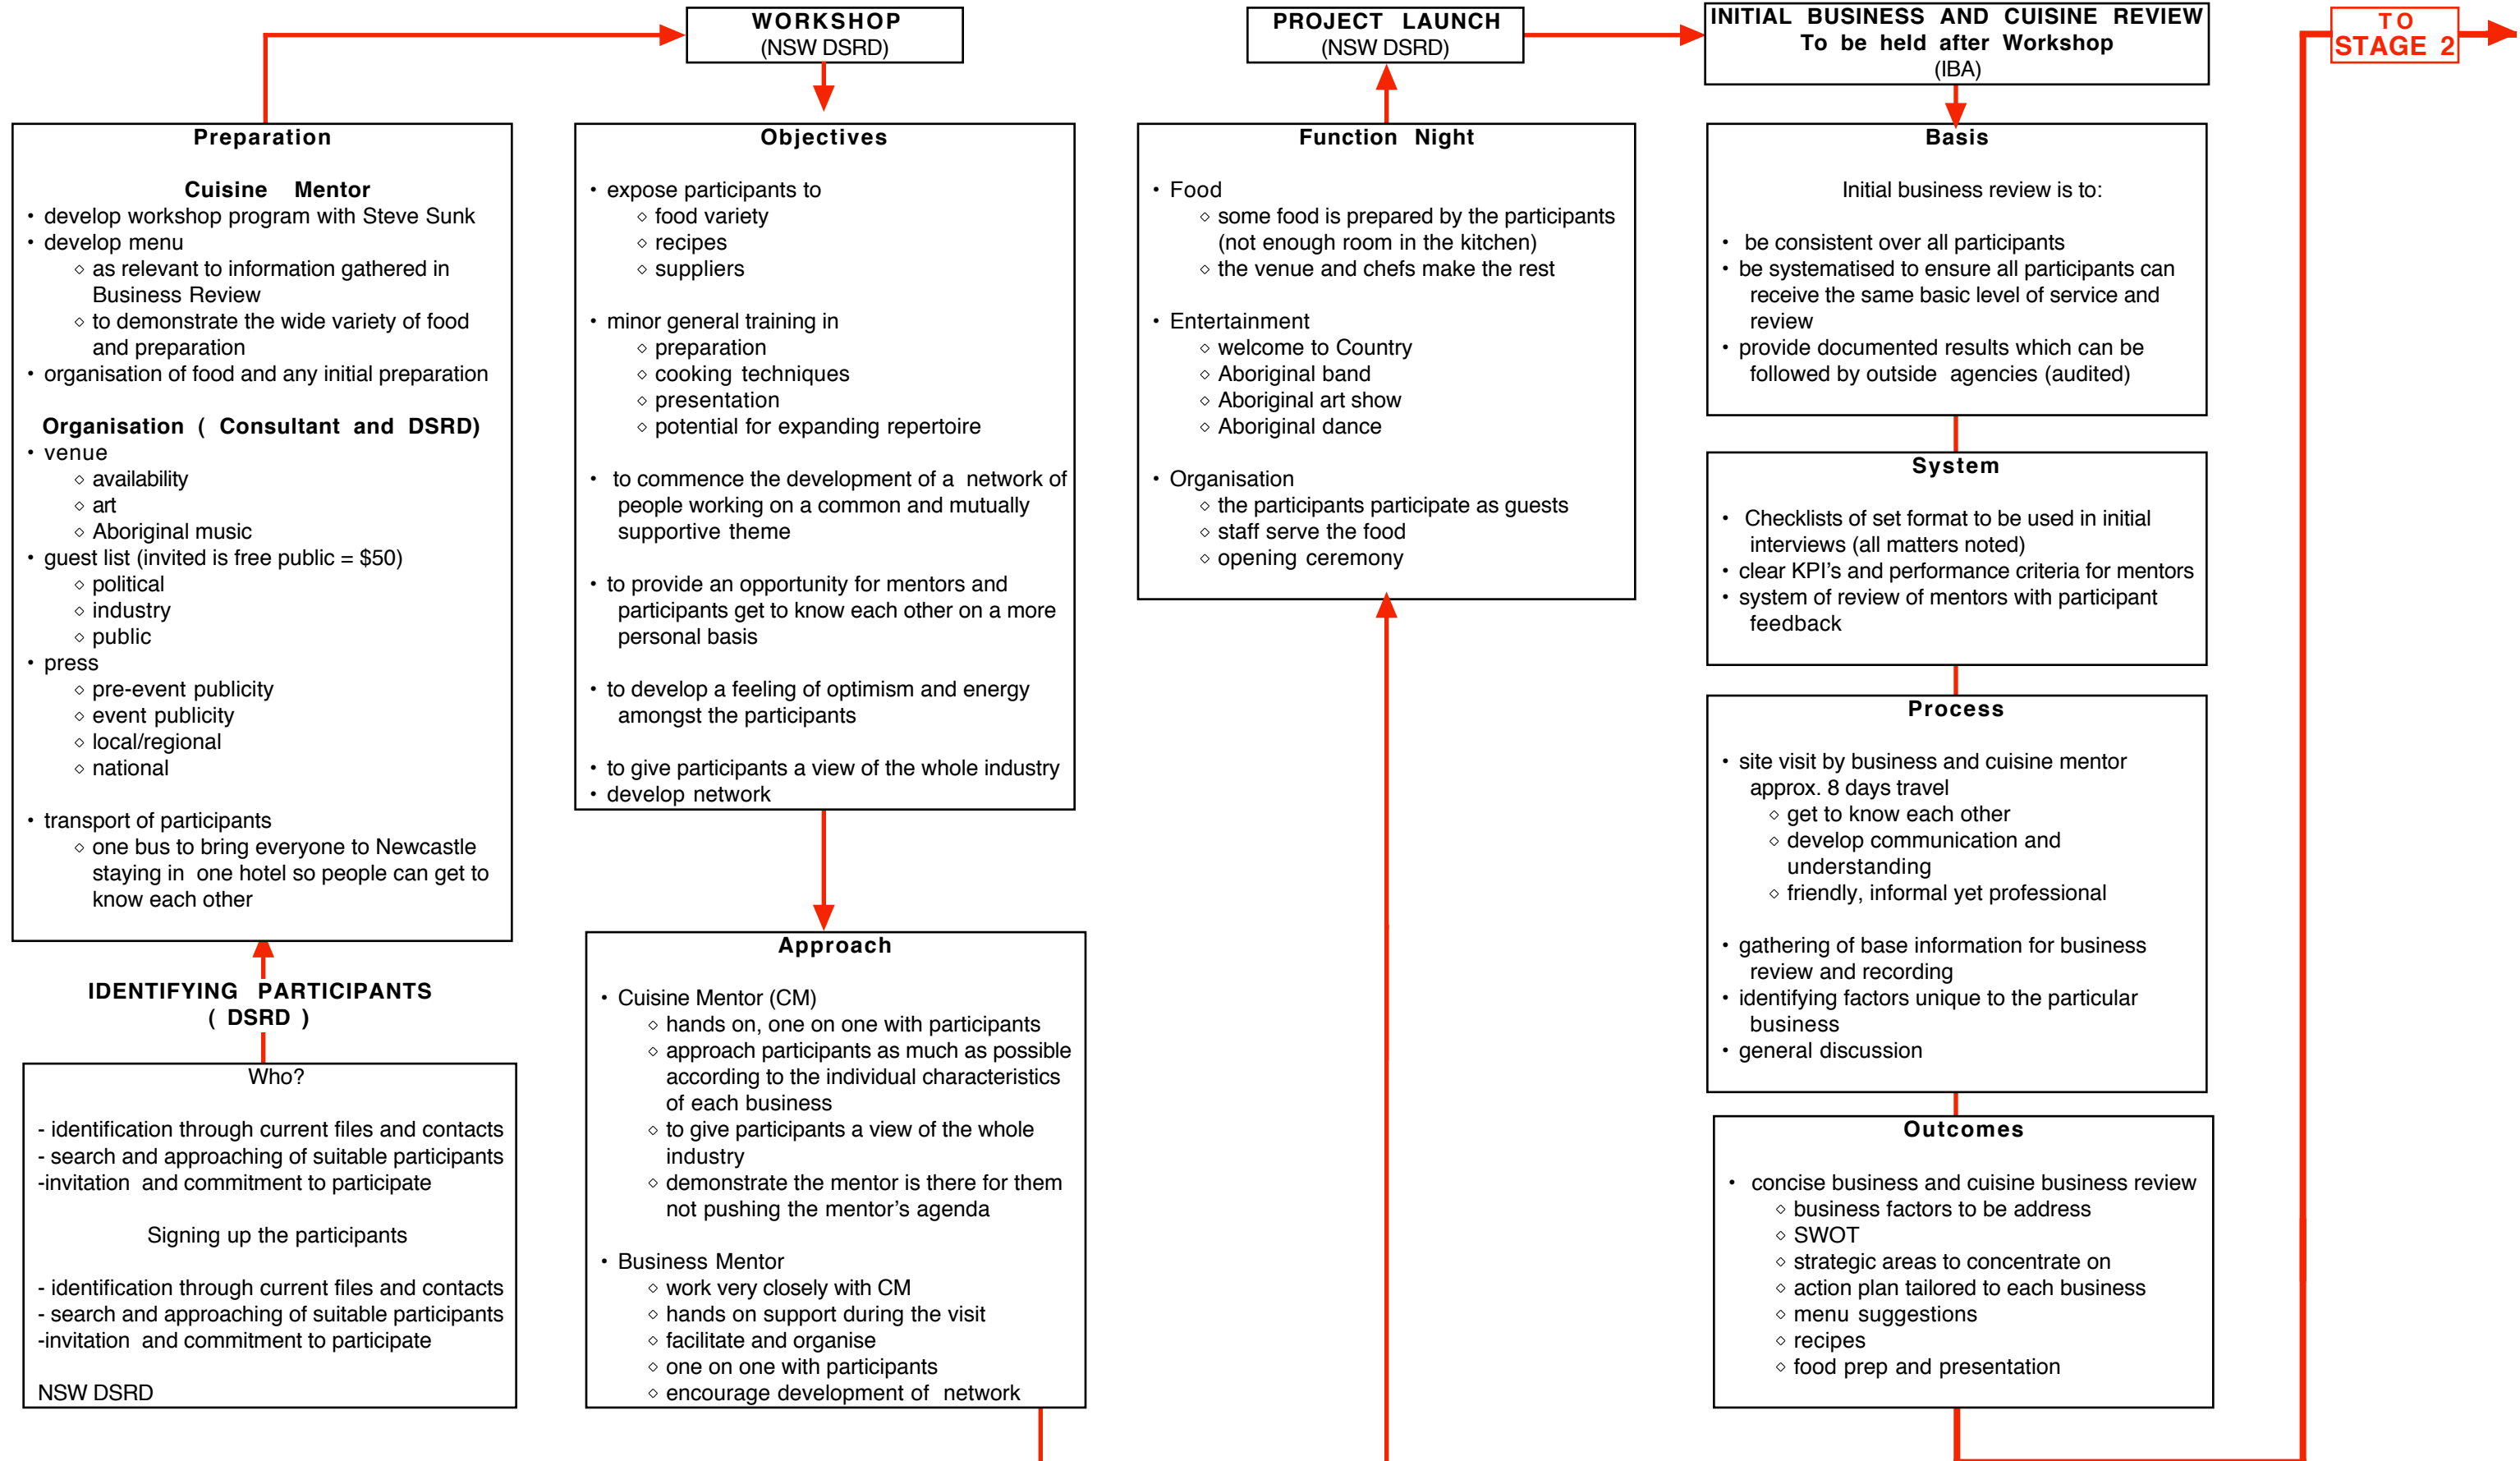 WORKSHOP
(NSW DSRD)
PROJECT LAUNCH
(NSW DSRD)
INITIAL BUSINESS AND CUISINE REVIEW
To be held after Workshop
(IBA)
TO
STAGE 2
Preparation
Cuisine Mentor
• develop workshop program with Steve Sunk
• develop menu
◇ as relevant to information gathered in
Business Review
◇ to demonstrate the wide variety of food
and preparation
• organisation of food and any initial preparation
Organisation ( Consultant and DSRD)
• venue
◇ availability
◇ art
◇ Aboriginal music
• guest list (invited is free public = $50)
◇ political
◇ industry
◇ public
• press
◇ pre-event publicity
◇ event publicity
◇ local/regional
◇ national
• transport of participants
◇ one bus to bring everyone to Newcastle
staying in one hotel so people can get to
know each other
IDENTIFYING PARTICIPANTS
( DSRD )
Who?
- identification through current files and contacts
- search and approaching of suitable participants
-invitation and commitment to participate
Signing up the participants
- identification through current files and contacts
- search and approaching of suitable participants
-invitation and commitment to participate
NSW DSRD
Objectives
• expose participants to
◇ food variety
◇ recipes
◇ suppliers
• minor general training in
◇ preparation
◇ cooking techniques
◇ presentation
◇ potential for expanding repertoire
• to commence the development of a network of
people working on a common and mutually
supportive theme
• to provide an opportunity for mentors and
participants get to know each other on a more
personal basis
• to develop a feeling of optimism and energy
amongst the participants
• to give participants a view of the whole industry
• develop network
Approach
• Cuisine Mentor (CM)
◇ hands on, one on one with participants
◇ approach participants as much as possible
according to the individual characteristics
of each business
◇ to give participants a view of the whole
industry
◇ demonstrate the mentor is there for them
not pushing the mentor's agenda
• Business Mentor
◇ work very closely with CM
◇ hands on support during the visit
◇ facilitate and organise
◇ one on one with participants
◇ encourage development of network
Function Night
• Food
◇ some food is prepared by the participants
(not enough room in the kitchen)
◇ the venue and chefs make the rest
• Entertainment
◇ welcome to Country
◇ Aboriginal band
◇ Aboriginal art show
◇ Aboriginal dance
• Organisation
◇ the participants participate as guests
◇ staff serve the food
◇ opening ceremony
Basis
Initial business review is to:
• be consistent over all participants
• be systematised to ensure all participants can
receive the same basic level of service and
review
• provide documented results which can be
followed by outside agencies (audited)
System
• Checklists of set format to be used in initial
interviews (all matters noted)
• clear KPI's and performance criteria for mentors
• system of review of mentors with participant
feedback
Process
• site visit by business and cuisine mentor
approx. 8 days travel
◇ get to know each other
◇ develop communication and
understanding
◇ friendly, informal yet professional
• gathering of base information for business
review and recording
• identifying factors unique to the particular
business
• general discussion
Outcomes
• concise business and cuisine business review
◇ business factors to be address
◇ SWOT
◇ strategic areas to concentrate on
◇ action plan tailored to each business
◇ menu suggestions
◇ recipes
◇ food prep and presentation